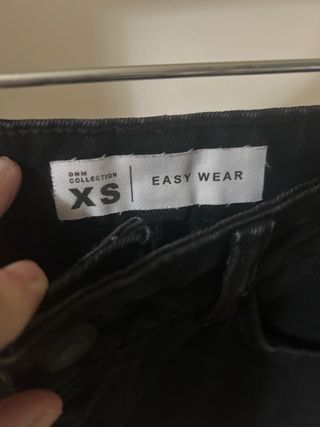 DNM
COLLECTION
XS
EASY WEAR